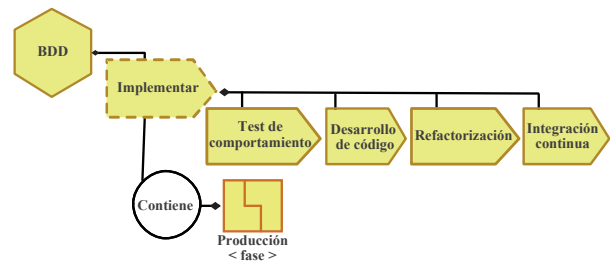 BDD
Implementar
Test de
comportamiento
Desarrollo
de código
Refactorización
Integración
continua
Contiene
Producción
< fase >